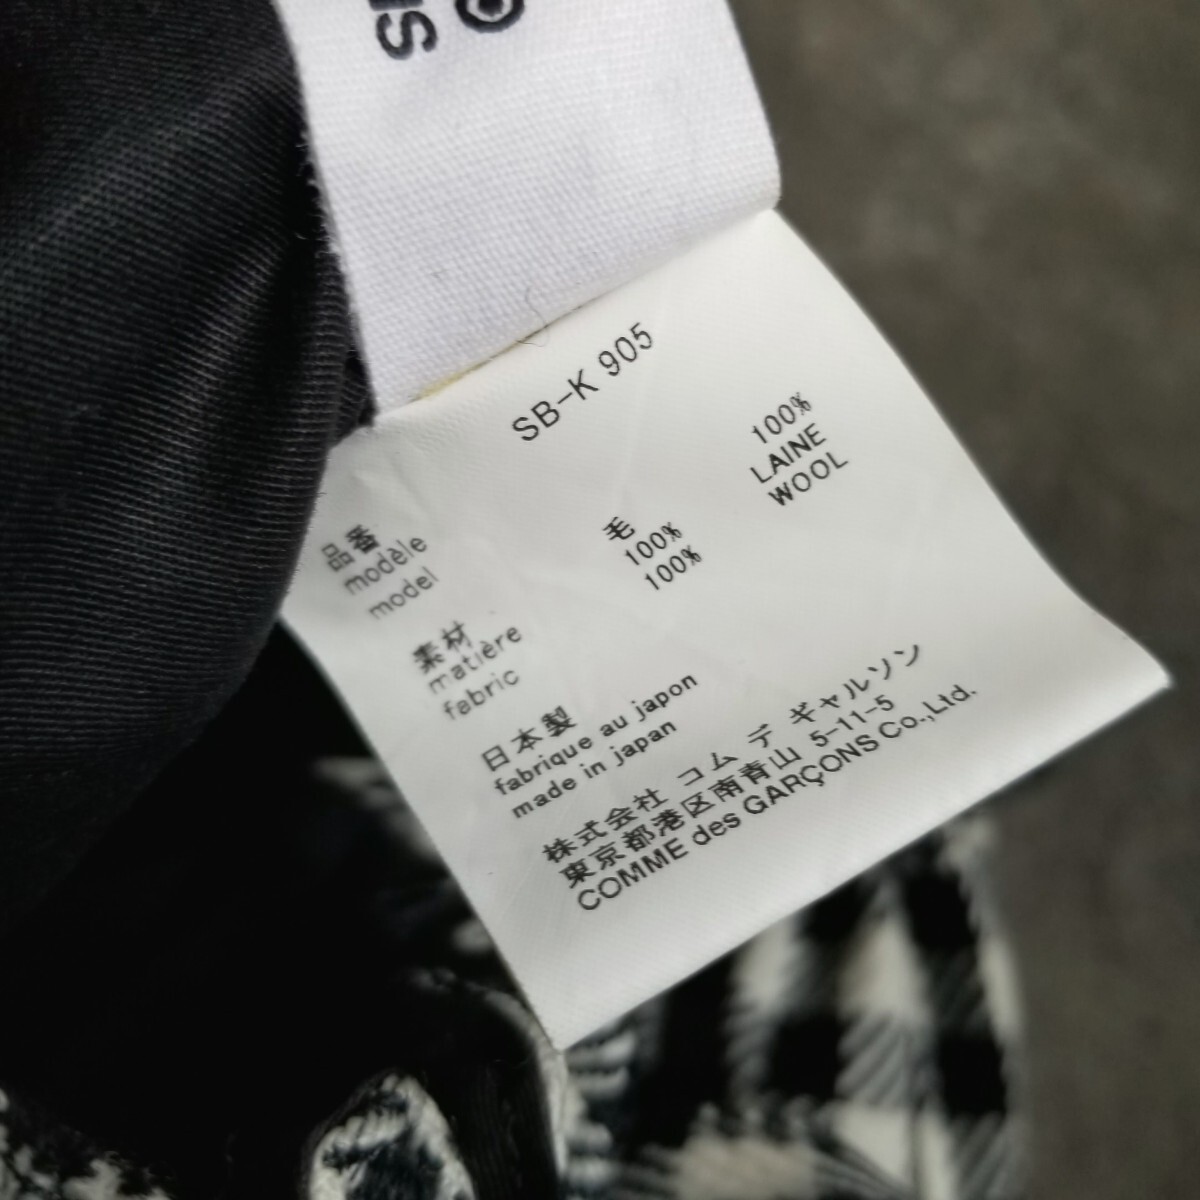 SB-K 905
品番
modèle
model
素材 毛 100%
matière 100% LAINE
febric 100% WOOL
日本製
fabrique au japon
made in japan
株式会社 コム デ ギャルソン
東京都港区南青山 5-11-5
COMME des GARÇONS Co.,Ltd.